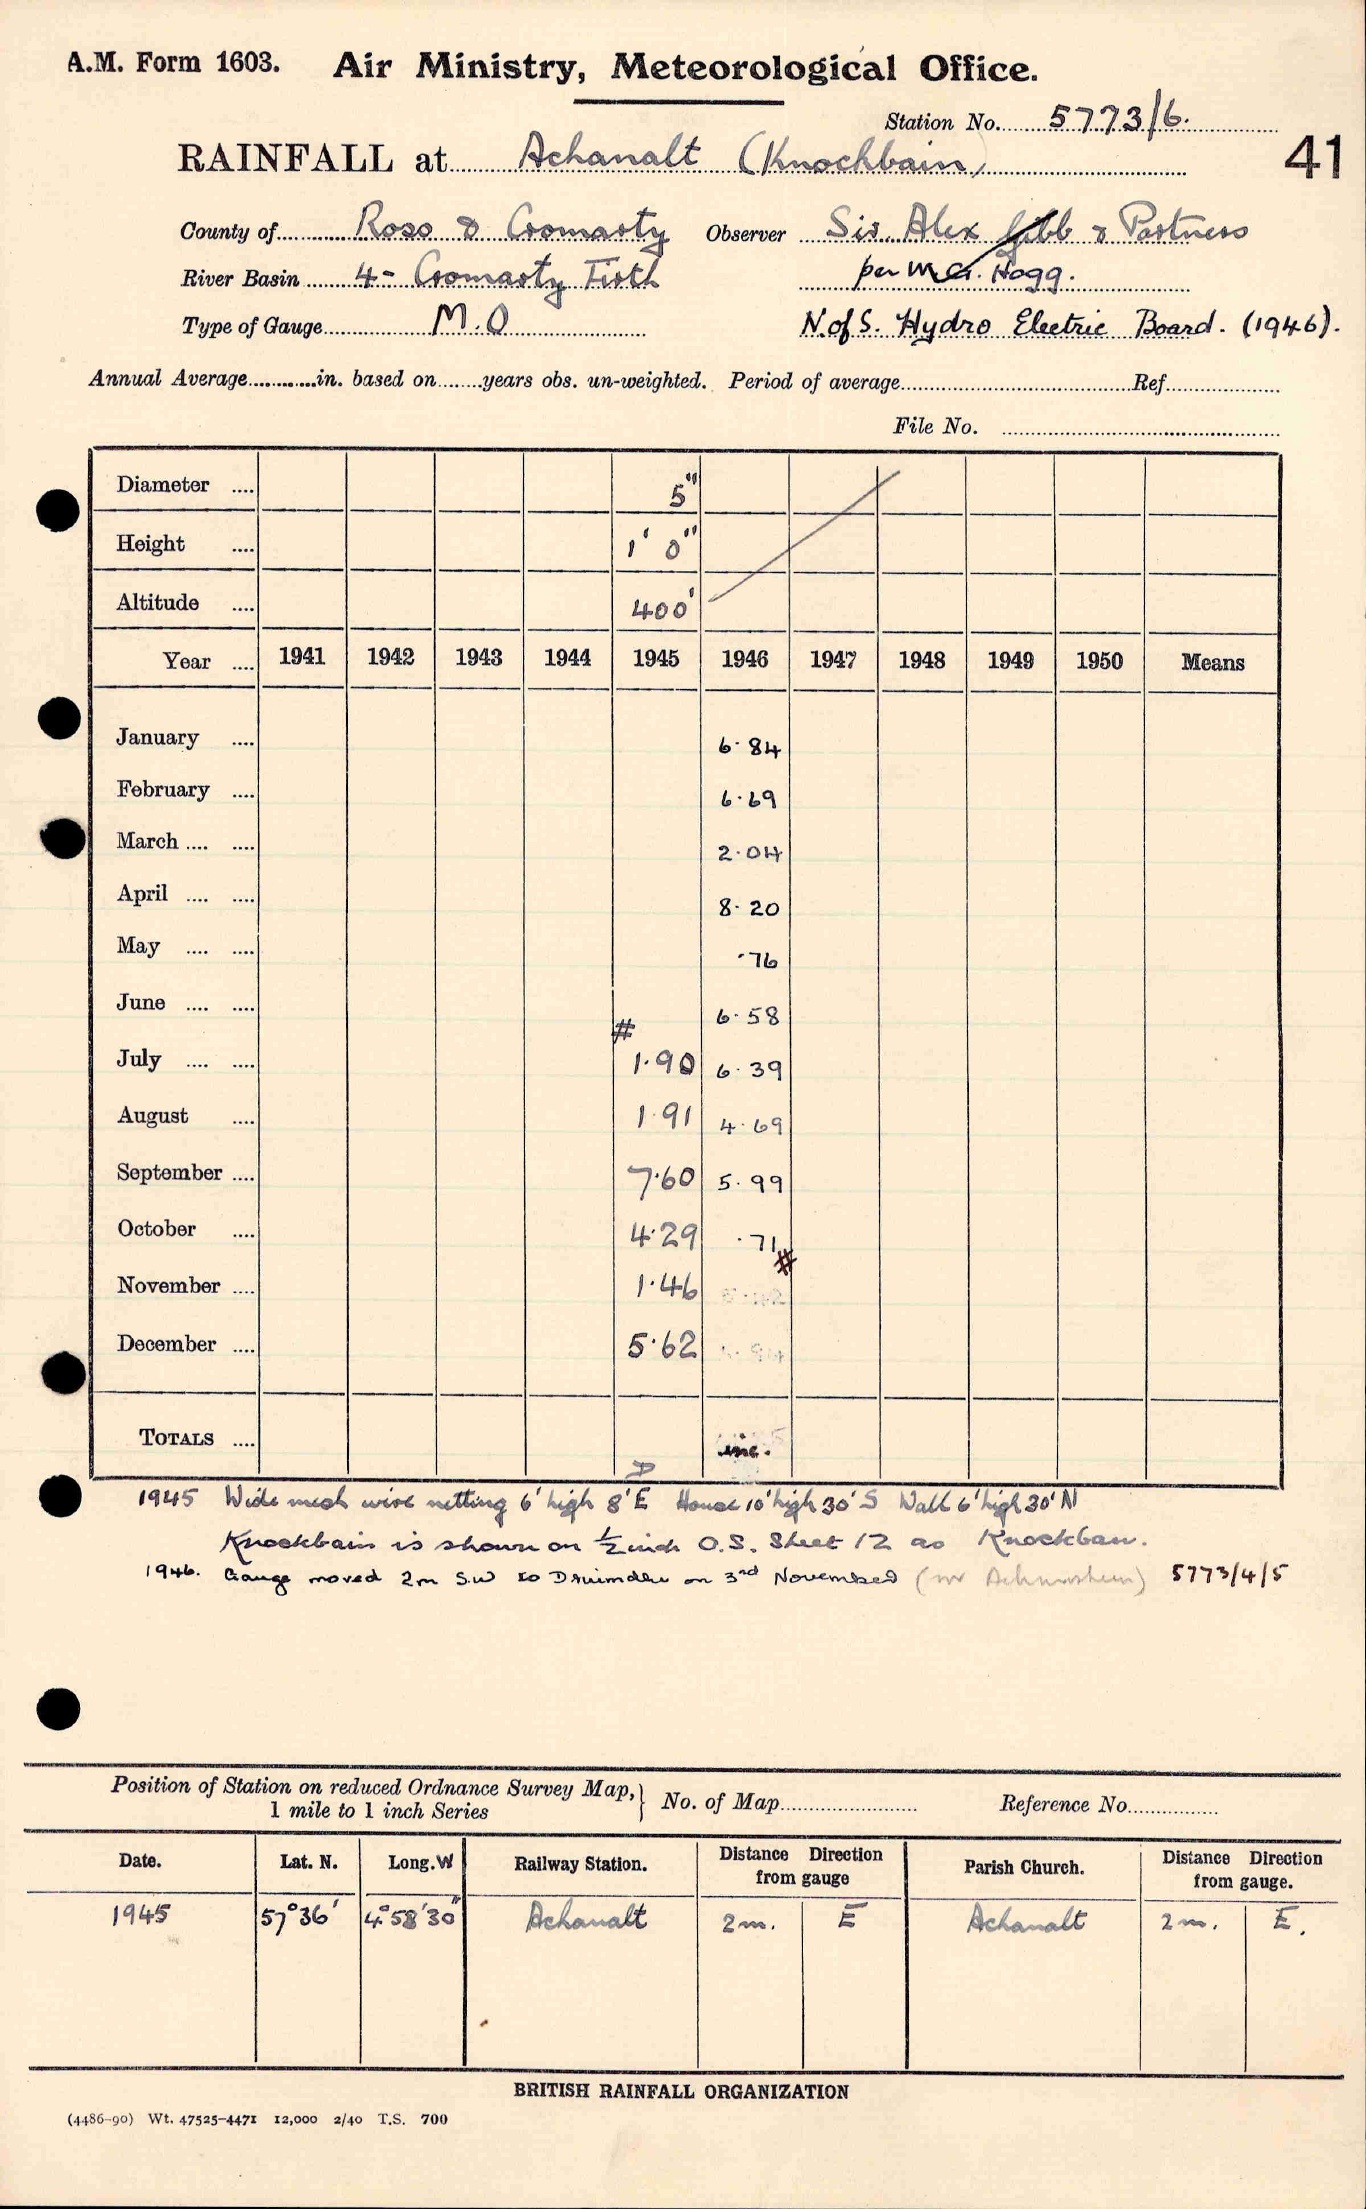 A.M. Form 1603. Air Ministry, Meteorological Office.
Station No. 5773/6.
RAINFALL at Achanalt (Knochbain) 41
County of Ross & Cromarty Observer Sir Alex Gibb & Partners
River Basin 4- Cromarty Firth per M.G. Hogg.
Type of Gauge M.O N. of S. Hydro Electric Board. (1946).
Annual Average............in. based on.......years obs. un-weighted. Period of average.......... Ref..........
File No. ..........
Diameter .... 5"
Height .... 1' 0"
Altitude .... 400'
Year .... 1941 1942 1943 1944 1945 1946 1947 1948 1949 1950 Means
January .... 6·84
February .... 6·69
March .... .... 2·04
April .... .... 8·20
May .... .... ·76
June .... .... 6·58
#
July .... .... 1·90 6·39
August .... 1·91 4·69
September .... 7·60 5·99
October .... 4·29 ·71
#
November .... 1·46
December .... 5·62
TOTALS .... inc.
1945 Wide mesh wire netting 6' high 8' E House 10' high 30' S Wall 6' high 30' N
Knockbain is shown on ½ inch O.S. Sheet 12 as Knockban.
1946. Gauge moved 2m SW to Druimdhu on 3rd November (nr ) 5773/4/5
Position of Station on reduced Ordnance Survey Map,} No. of Map.......... Reference No..........
1 mile to 1 inch Series
Date. Lat. N. Long. W Railway Station. Distance Direction from gauge Parish Church. Distance Direction from gauge.
1945 57° 36' 4° 58' 30" Achanalt 2m. E Achanalt 2m. E.
BRITISH RAINFALL ORGANIZATION
(4486-90) Wt. 47525-4471 12,000 2/40 T.S. 700